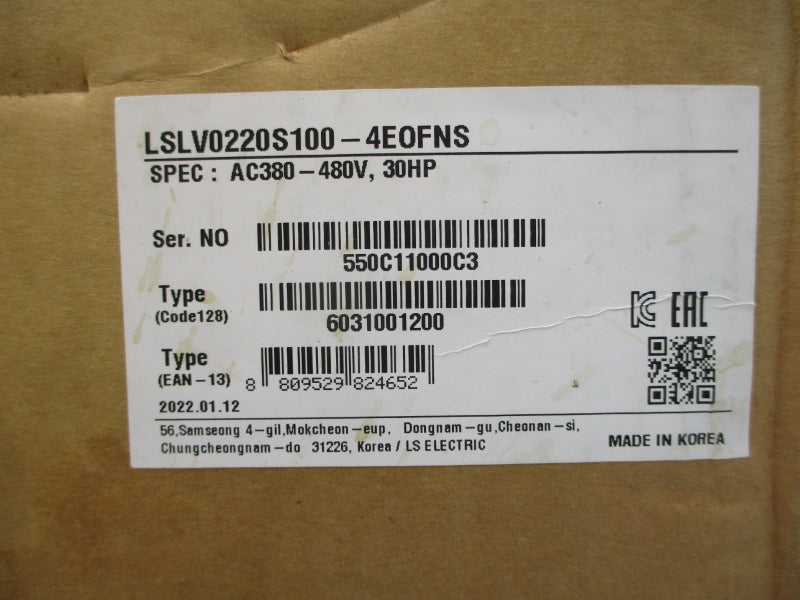 LSLV0220S100-4EOFNS
SPEC : AC380-480V, 30HP
Ser. NO
550C11000C3
Type
(Code128)
6031001200
Type
(EAN-13)
8 809529 824652
2022.01.12
EAC
56,Samseong 4-gil,Mokcheon-eup, Dongnam-gu,Cheonan-si,
Chungcheongnam-do 31226, Korea / LS ELECTRIC
MADE IN KOREA